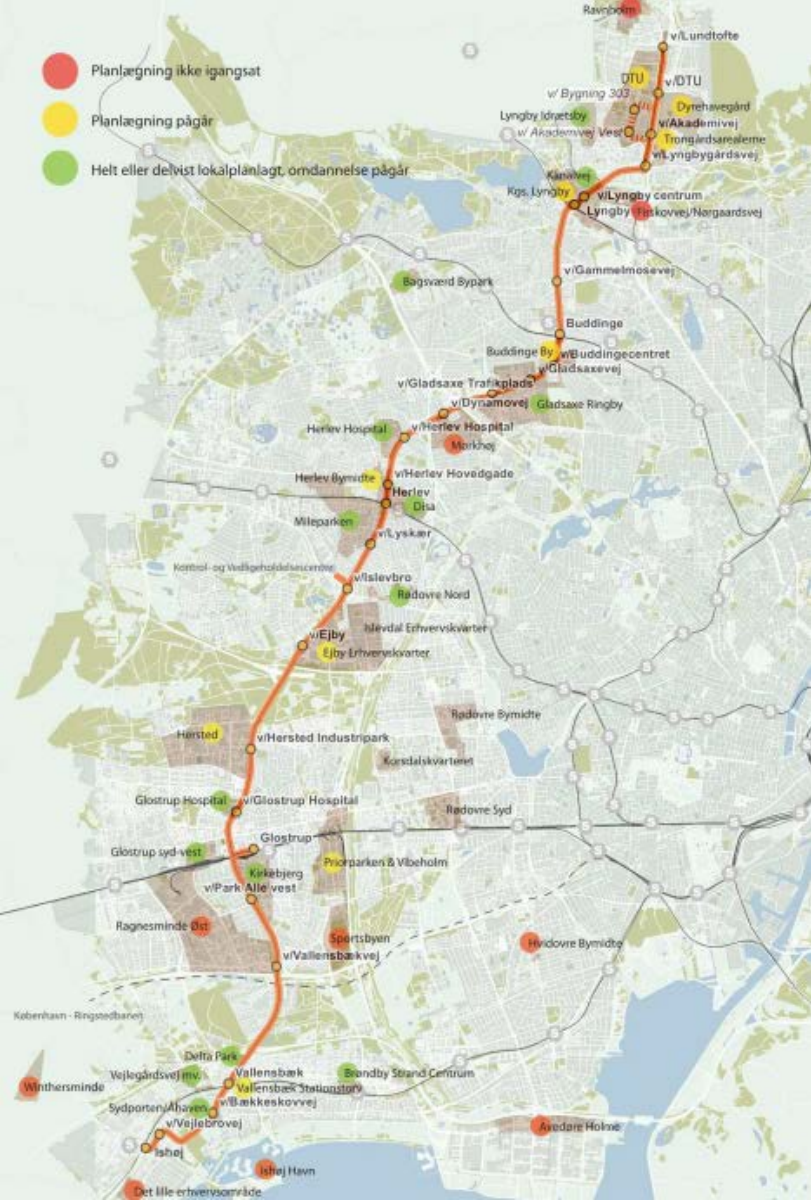 Ravnholm
v/Lundtofte
Planlægning ikke igangsat
DTU
v/DTU
v/ Bygning 303
Dyrehavegård
Planlægning pågår
Lyngby Idrætsby
v/Akademivej
v/ Akademivej Vest
Trongårdsarealerne
v/Lyngbygårdsvej
Helt eller delvist lokalplanlagt, omdannelse pågår
Kanalvej
Kgs. Lyngby
v/Lyngby centrum
Lyngby
Firskovvej/Nørgaardsvej
v/Gammelmosevej
Bagsværd Bypark
Buddinge
Buddinge By
v/Buddingecentret
v/Gladsaxevej
v/Gladsaxe Trafikplads
v/Dynamovej
Gladsaxe Ringby
Herlev Hospital
v/Herlev Hospital
Mørkhøj
Herlev Bymidte
v/Herlev Hovedgade
Herlev
Disa
Mileparken
v/Lyskær
Kontrol- og Vedligeholdelsescenter
v/Islevbro
Rødovre Nord
Islevdal Erhvervskvarter
v/Ejby
Ejby Erhvervskvarter
Rødovre Bymidte
Hersted
v/Hersted Industripark
Korsdalskvarteret
Glostrup Hospital
v/Glostrup Hospital
Rødovre Syd
Glostrup
Glostrup syd-vest
Priorparken & Vibeholm
Kirkebjerg
v/Park Allé vest
Ragnesminde Øst
Sportsbyen
Hvidovre Bymidte
v/Vallensbækvej
København - Ringstedbanen
Delta Park
Vejlegårdsvej mv.
Vallensbæk
Brøndby Strand Centrum
Winthersminde
Vallensbæk Stationstorv
v/Bækkeskovvej
Sydporten/Åhaven
v/Vejlebrovej
Avedøre Holme
Ishøj
Ishøj Havn
Det lille erhvervsområde